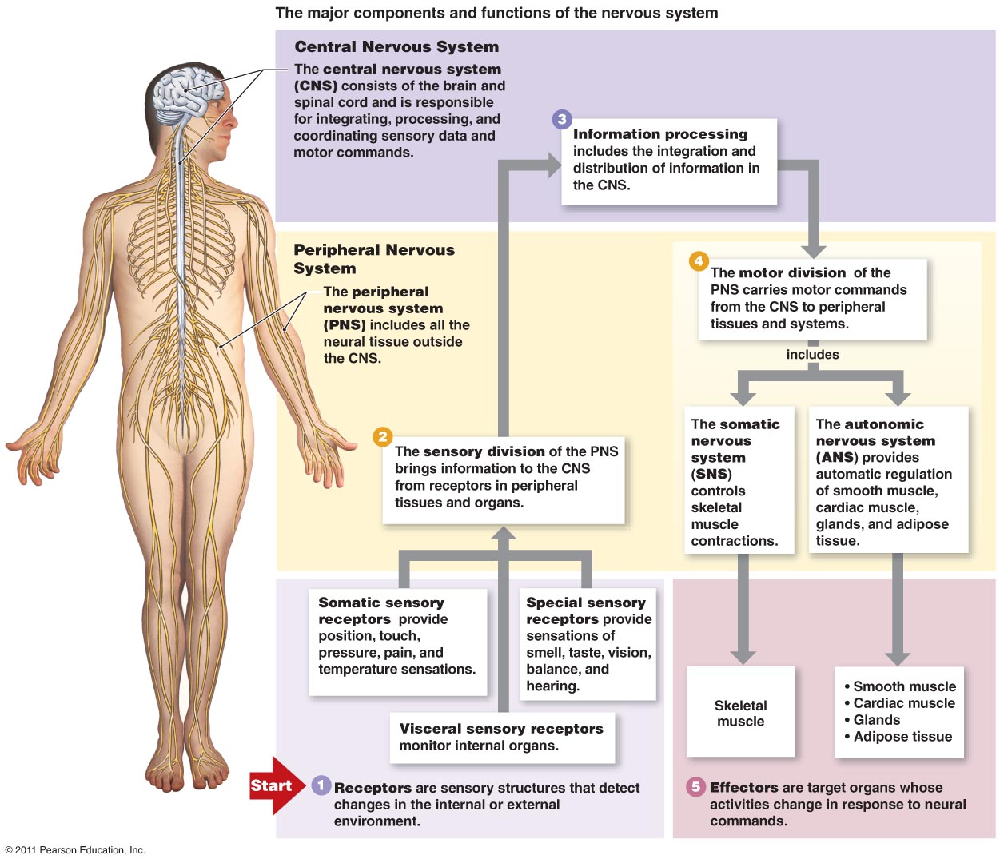 The major components and functions of the nervous system
Central Nervous System
The central nervous system
(CNS) consists of the brain and
spinal cord and is responsible
for integrating, processing, and
coordinating sensory data and
motor commands.
3
Information processing
includes the integration and
distribution of information in
the CNS.
Peripheral Nervous
System
The peripheral
nervous system
(PNS) includes all the
neural tissue outside
the CNS.
4
The motor division of the
PNS carries motor commands
from the CNS to peripheral
tissues and systems.
includes
2
The sensory division of the PNS
brings information to the CNS
from receptors in peripheral
tissues and organs.
The somatic
nervous
system
(SNS)
controls
skeletal
muscle
contractions.
The autonomic
nervous system
(ANS) provides
automatic regulation
of smooth muscle,
cardiac muscle,
glands, and adipose
tissue.
Somatic sensory
receptors provide
position, touch,
pressure, pain, and
temperature sensations.
Special sensory
receptors provide
sensations of
smell, taste, vision,
balance, and
hearing.
Visceral sensory receptors
monitor internal organs.
Skeletal
muscle
• Smooth muscle
• Cardiac muscle
• Glands
• Adipose tissue
Start
1
Receptors are sensory structures that detect
changes in the internal or external
environment.
5
Effectors are target organs whose
activities change in response to neural
commands.
© 2011 Pearson Education, Inc.